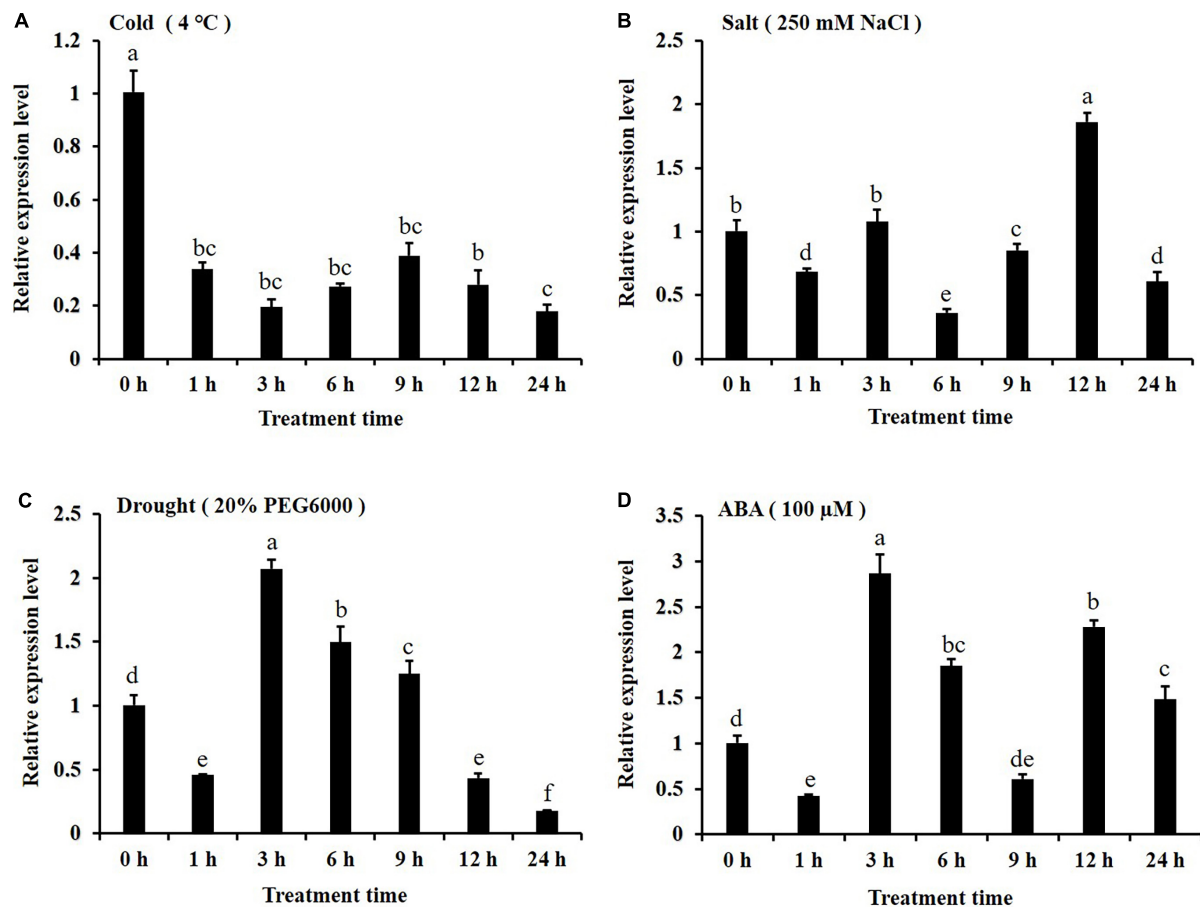 A Cold ( 4 °C )
1.2
1
0.8
0.6
0.4
0.2
0
Relative expression level
a
bc
bc
bc
bc
b
c
0 h 1 h 3 h 6 h 9 h 12 h 24 h
Treatment time
B Salt ( 250 mM NaCl )
2.5
2
1.5
1
0.5
0
Relative expression level
b
d
b
e
c
a
d
0 h 1 h 3 h 6 h 9 h 12 h 24 h
Treatment time
C Drought ( 20% PEG6000 )
2.5
2
1.5
1
0.5
0
Relative expression level
d
e
a
b
c
e
f
0 h 1 h 3 h 6 h 9 h 12 h 24 h
Treatment time
D ABA ( 100 µM )
3.5
3
2.5
2
1.5
1
0.5
0
Relative expression level
d
e
a
bc
de
b
c
0 h 1 h 3 h 6 h 9 h 12 h 24 h
Treatment time